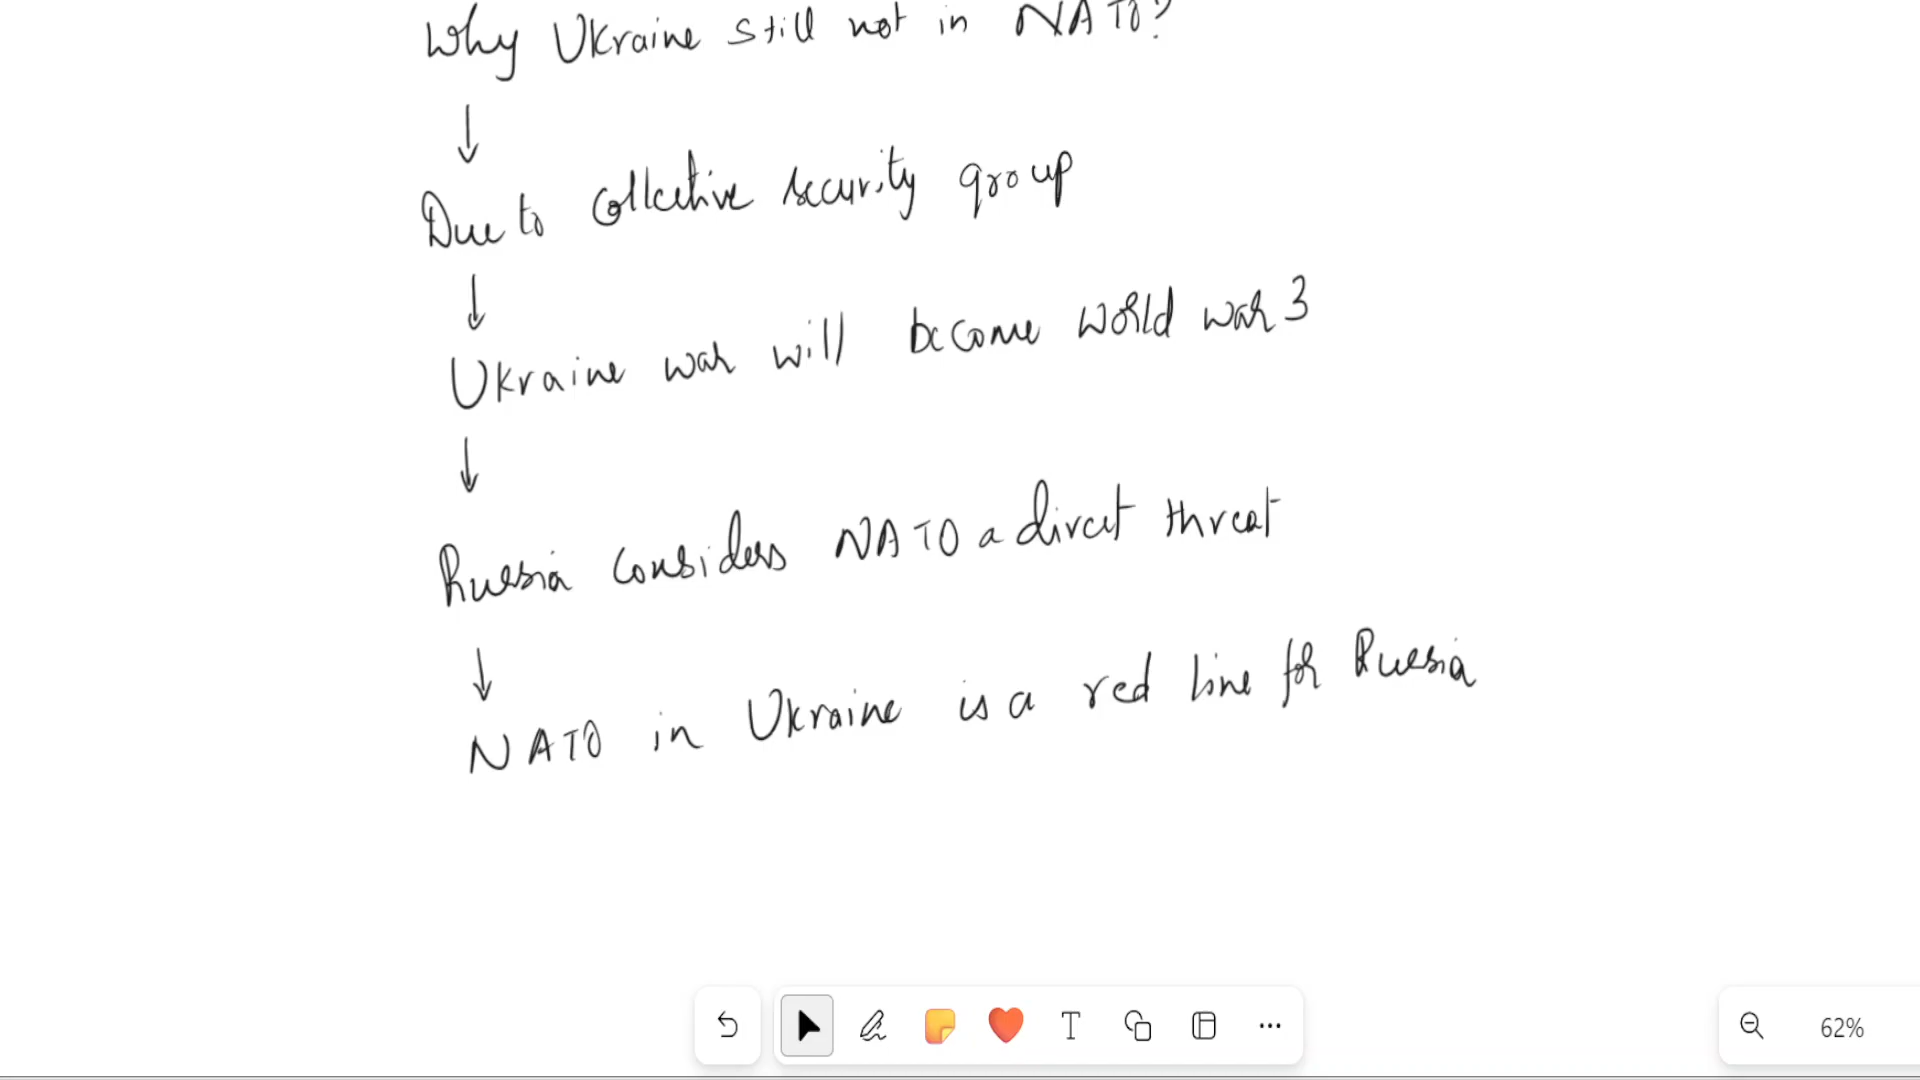 Why Ukraine still not in NATO?
↓
Due to collective security group
↓
Ukraine war will become world war 3
↓
Russia considers NATO a direct threat
↓
NATO in Ukraine is a red line for Russia
T
62%